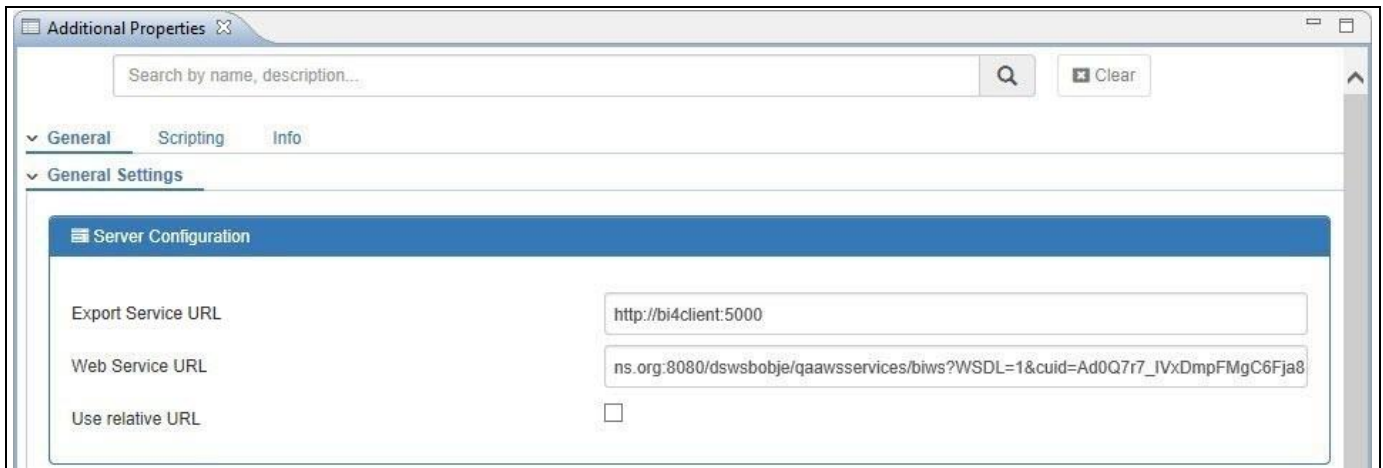 Additional Properties
Search by name, description...
Clear
General Scripting Info
General Settings
Server Configuration
Export Service URL http://bi4client:5000
Web Service URL ns.org:8080/dswsbobje/qaawsservices/biws?WSDL=1&cuid=Ad0Q7r7_IVxDmpFMgC6Fja8
Use relative URL